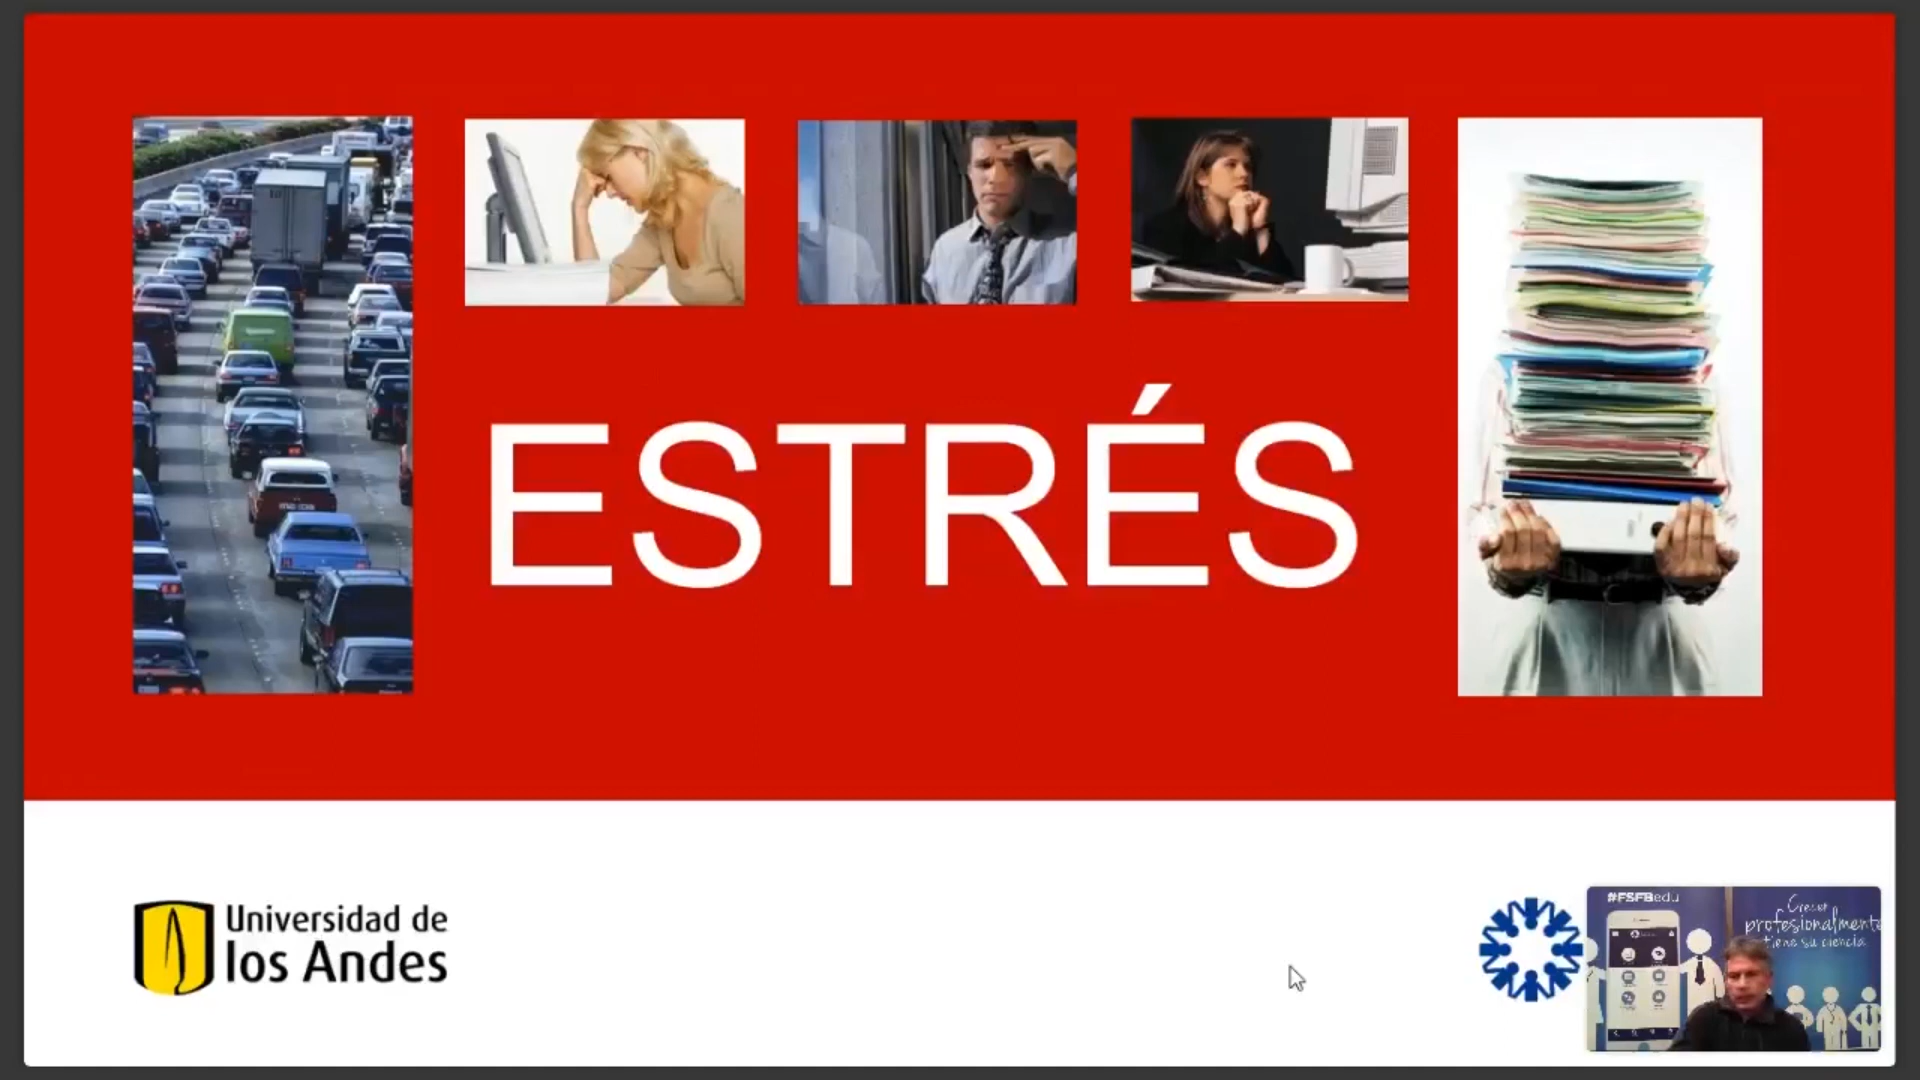 ESTRÉS
Universidad de
los Andes
#FSFBedu
Crecer
profesionalmente
tiene su ciencia